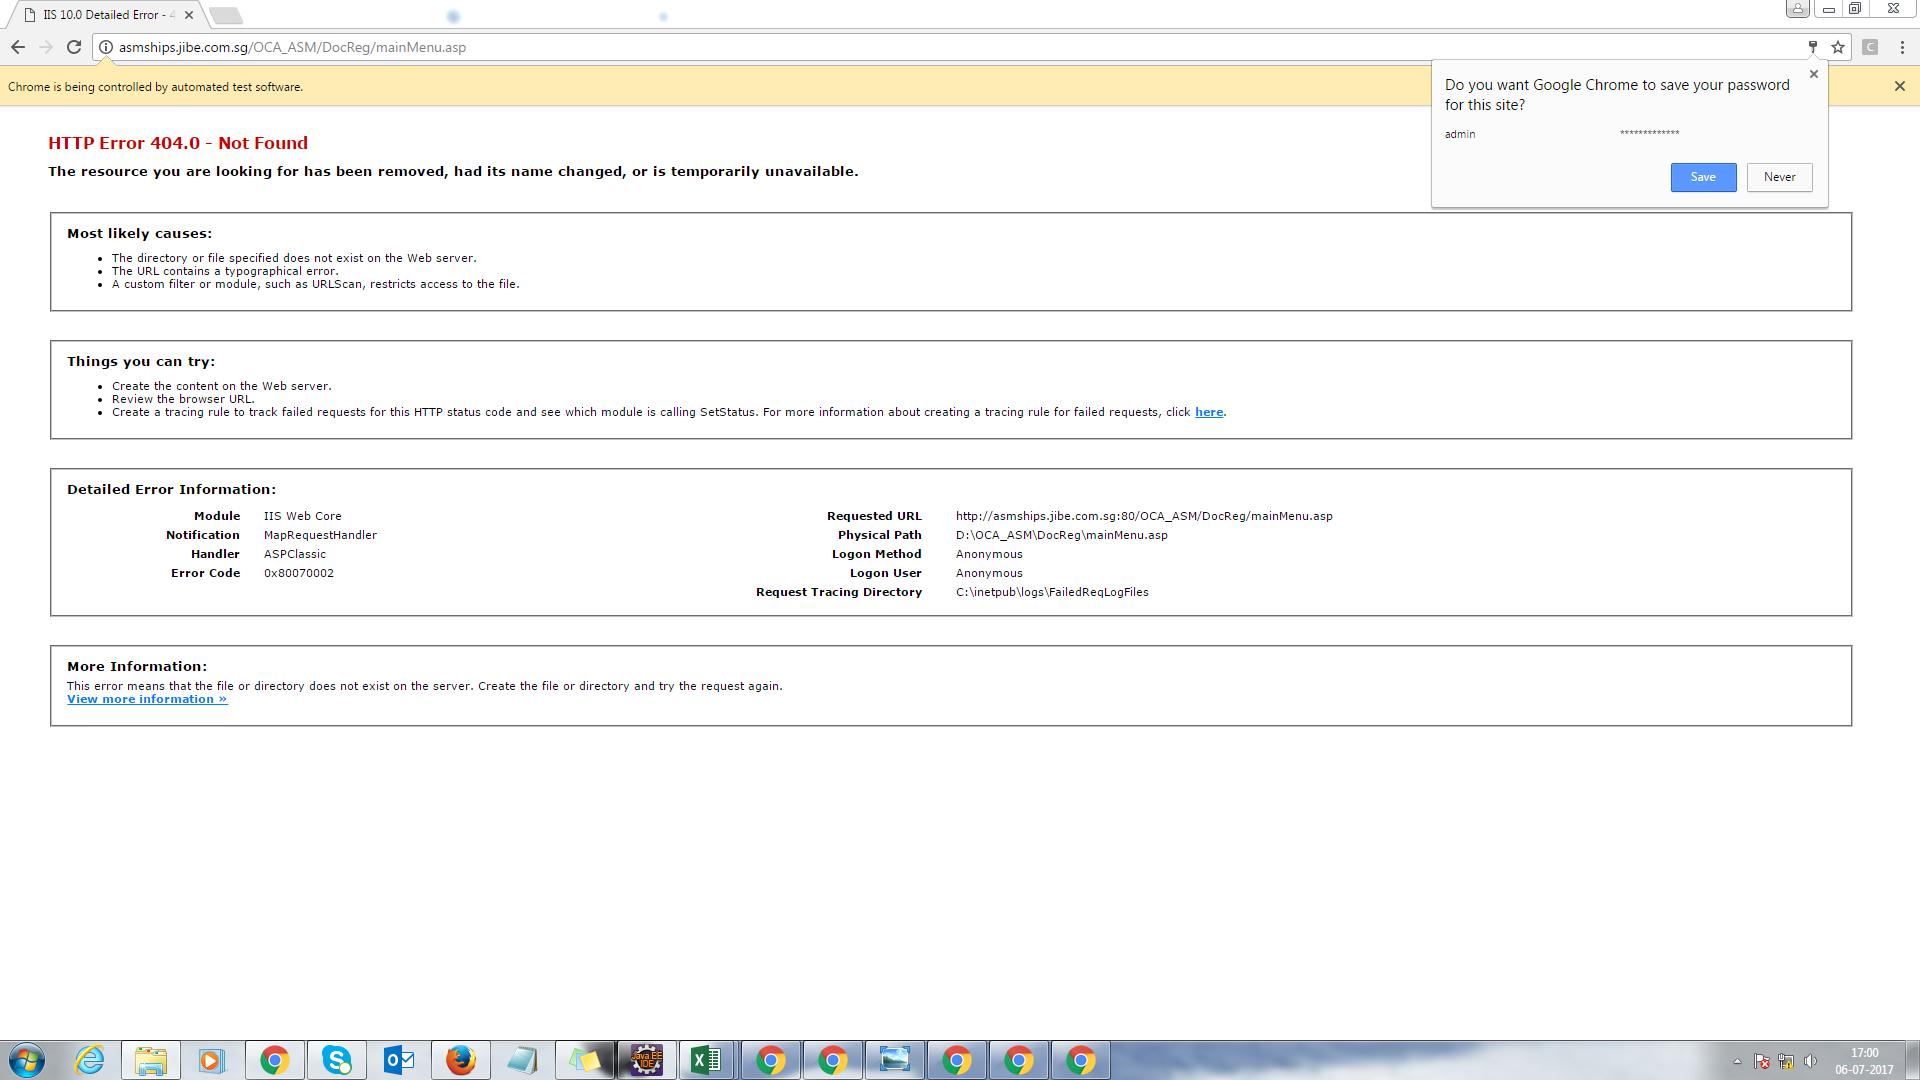 IIS 10.0 Detailed Error - 4
asmships.jibe.com.sg/OCA_ASM/DocReg/mainMenu.asp
C
Chrome is being controlled by automated test software.
Do you want Google Chrome to save your password
for this site?
admin *************
Save Never
HTTP Error 404.0 - Not Found
The resource you are looking for has been removed, had its name changed, or is temporarily unavailable.
Most likely causes:
• The directory or file specified does not exist on the Web server.
• The URL contains a typographical error.
• A custom filter or module, such as URLScan, restricts access to the file.
Things you can try:
• Create the content on the Web server.
• Review the browser URL.
• Create a tracing rule to track failed requests for this HTTP status code and see which module is calling SetStatus. For more information about creating a tracing rule for failed requests, click here.
Detailed Error Information:
Module IIS Web Core
Notification MapRequestHandler
Handler ASPClassic
Error Code 0x80070002
Requested URL http://asmships.jibe.com.sg:80/OCA_ASM/DocReg/mainMenu.asp
Physical Path D:\OCA_ASM\DocReg\mainMenu.asp
Logon Method Anonymous
Logon User Anonymous
Request Tracing Directory C:\inetpub\logs\FailedReqLogFiles
More Information:
This error means that the file or directory does not exist on the server. Create the file or directory and try the request again.
View more information »
Java EE
IDE
17:00
06-07-2017